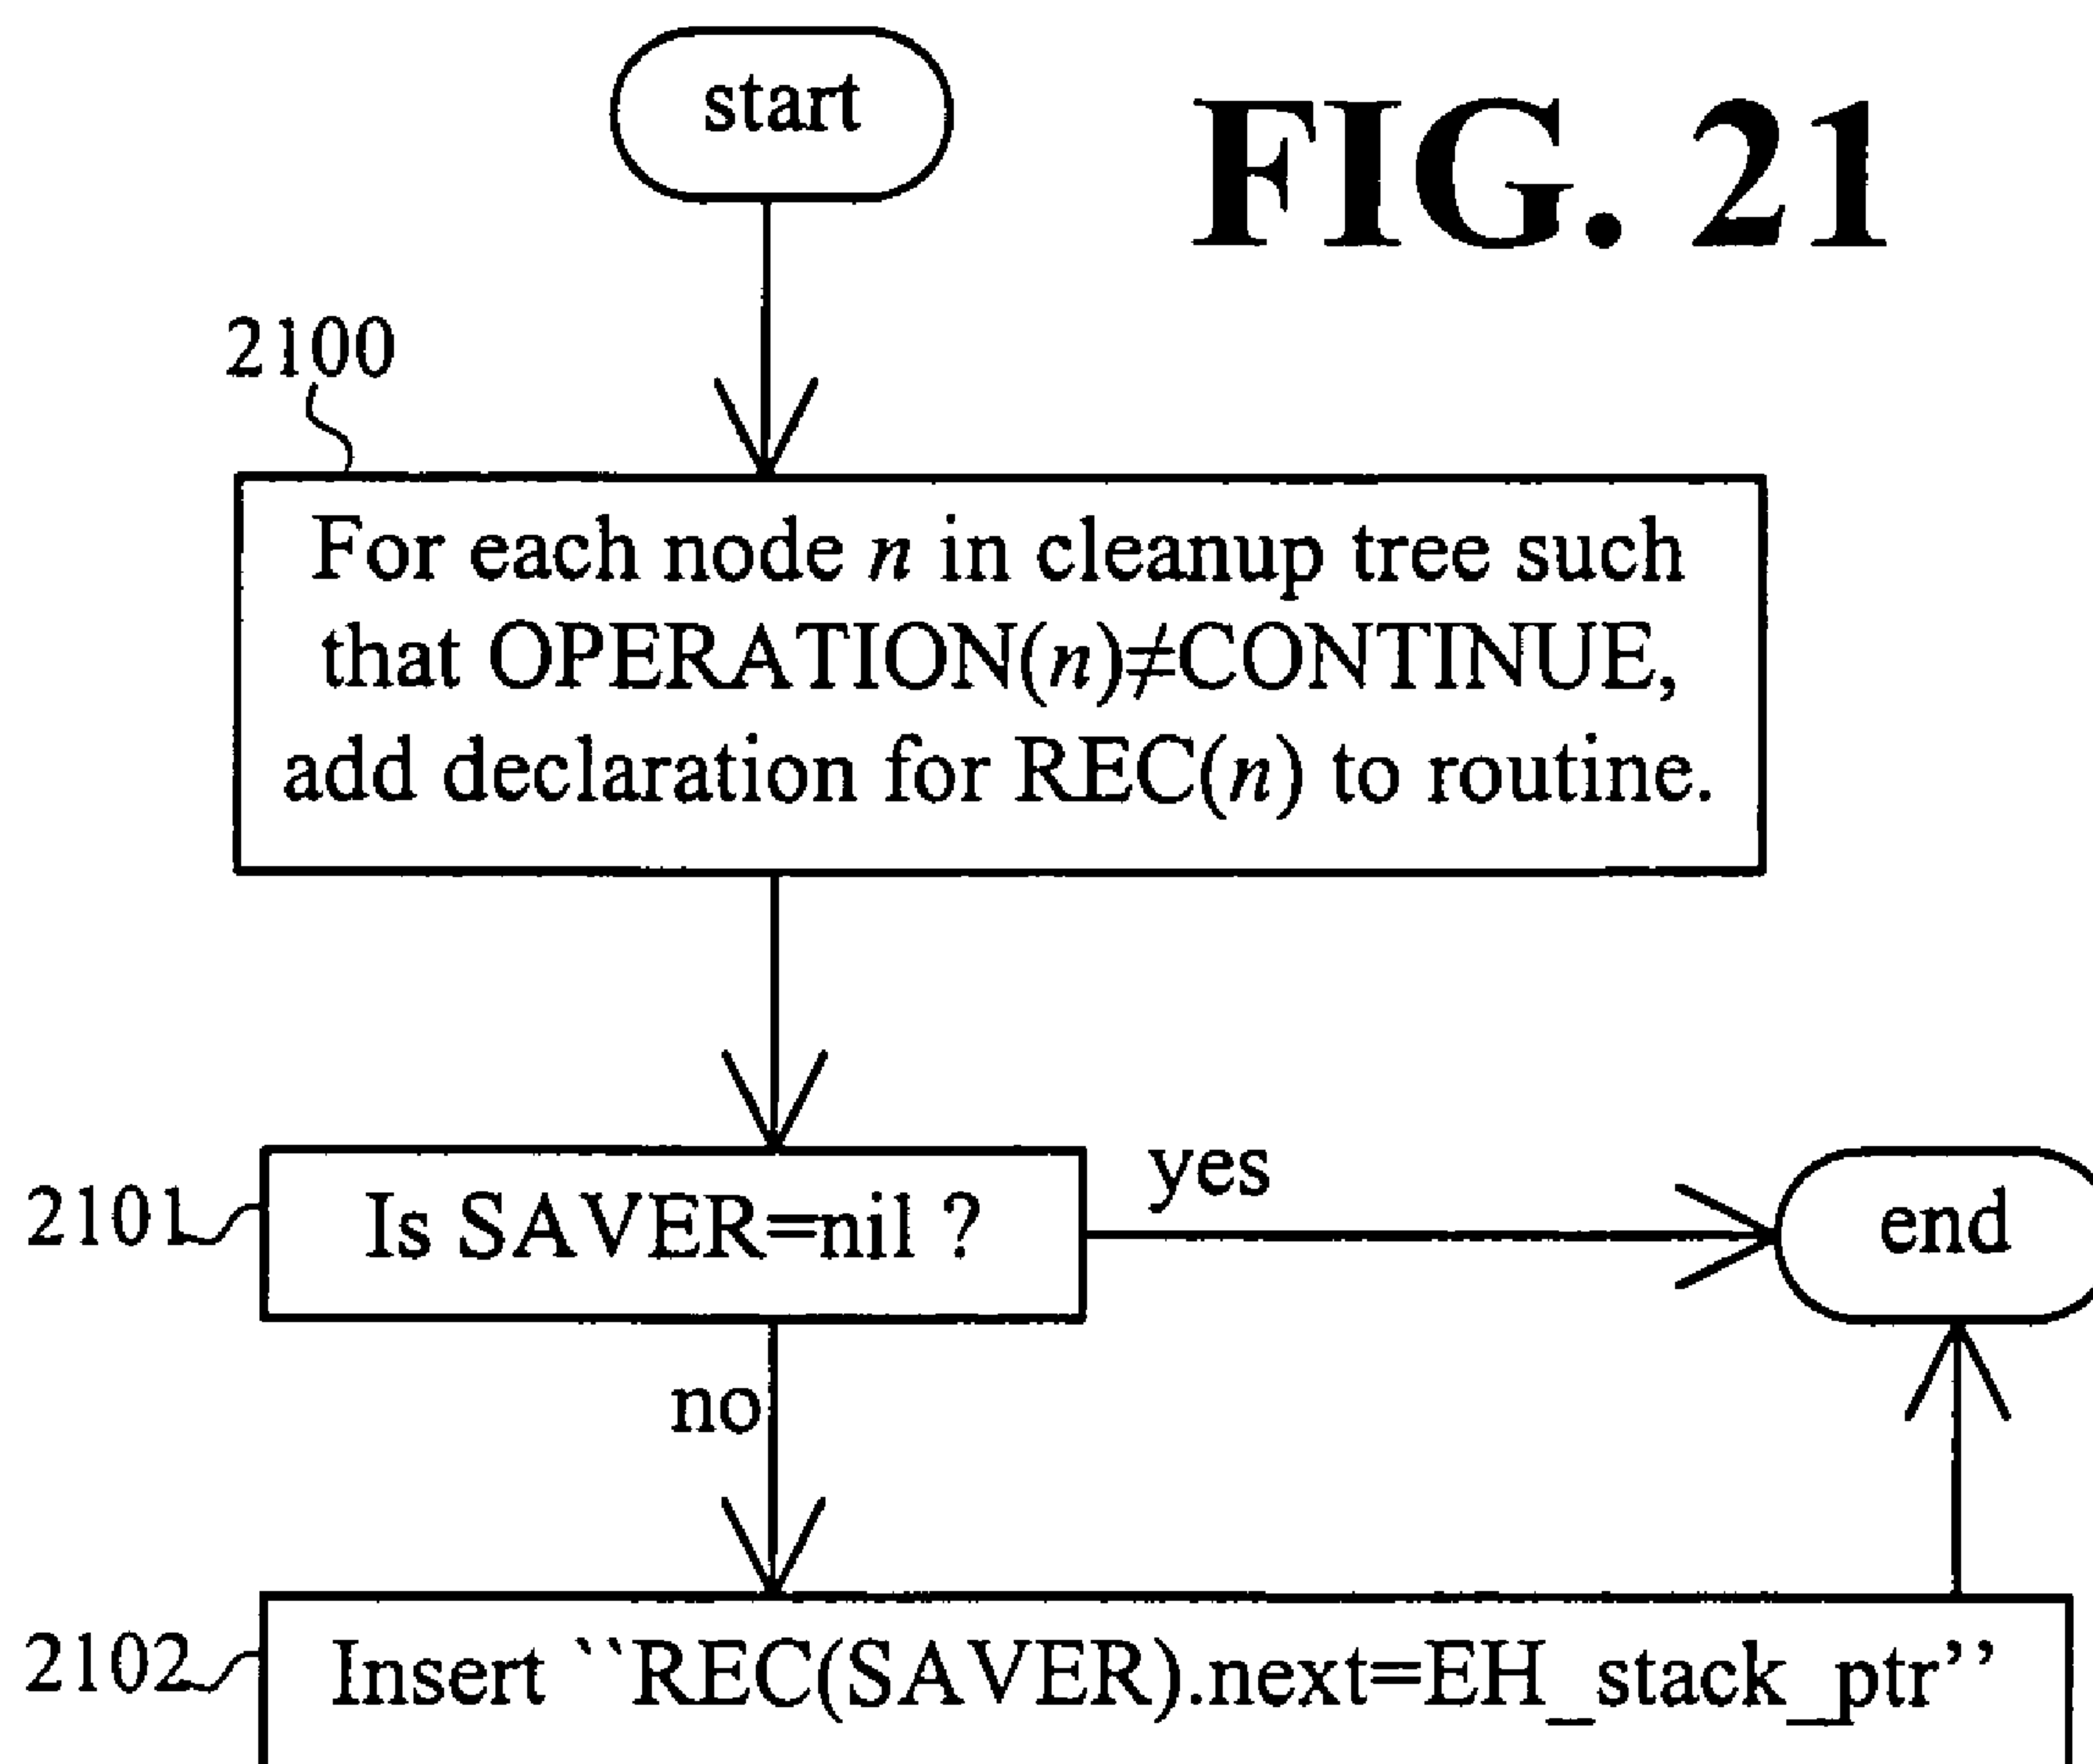 start
FIG. 21
2100
For each node n in cleanup tree such
that OPERATION(n)≠CONTINUE,
add declaration for REC(n) to routine.
2101
Is SAVER=nil ?
yes
end
no
2102
Insert ``REC(SAVER).next=EH_stack_ptr’’